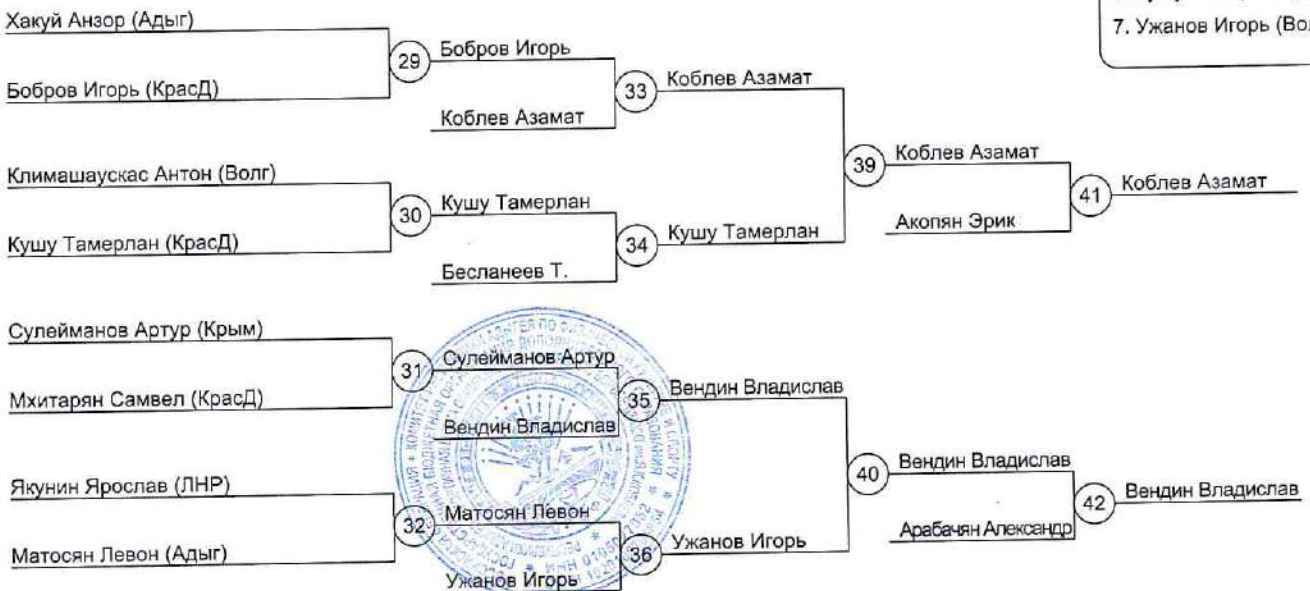 7. Ужанов Игорь
Хакуй Анзор (Адыг)
Бобров Игорь (КрасД)
29
Бобров Игорь
Коблев Азамат
33
Коблев Азамат
Климашаускас Антон (Волг)
Кушу Тамерлан (КрасД)
30
Кушу Тамерлан
Бесланеев Т.
34
Кушу Тамерлан
39
Коблев Азамат
Акопян Эрик
41
Коблев Азамат
Сулейманов Артур (Крым)
Мхитарян Самвел (КрасД)
31
Сулейманов Артур
Вендин Владислав
35
Вендин Владислав
Якунин Ярослав (ЛНР)
Матосян Левон (Адыг)
32
Матосян Левон
Ужанов Игорь
36
Ужанов Игорь
40
Вендин Владислав
Арабачян Александр
42
Вендин Владислав